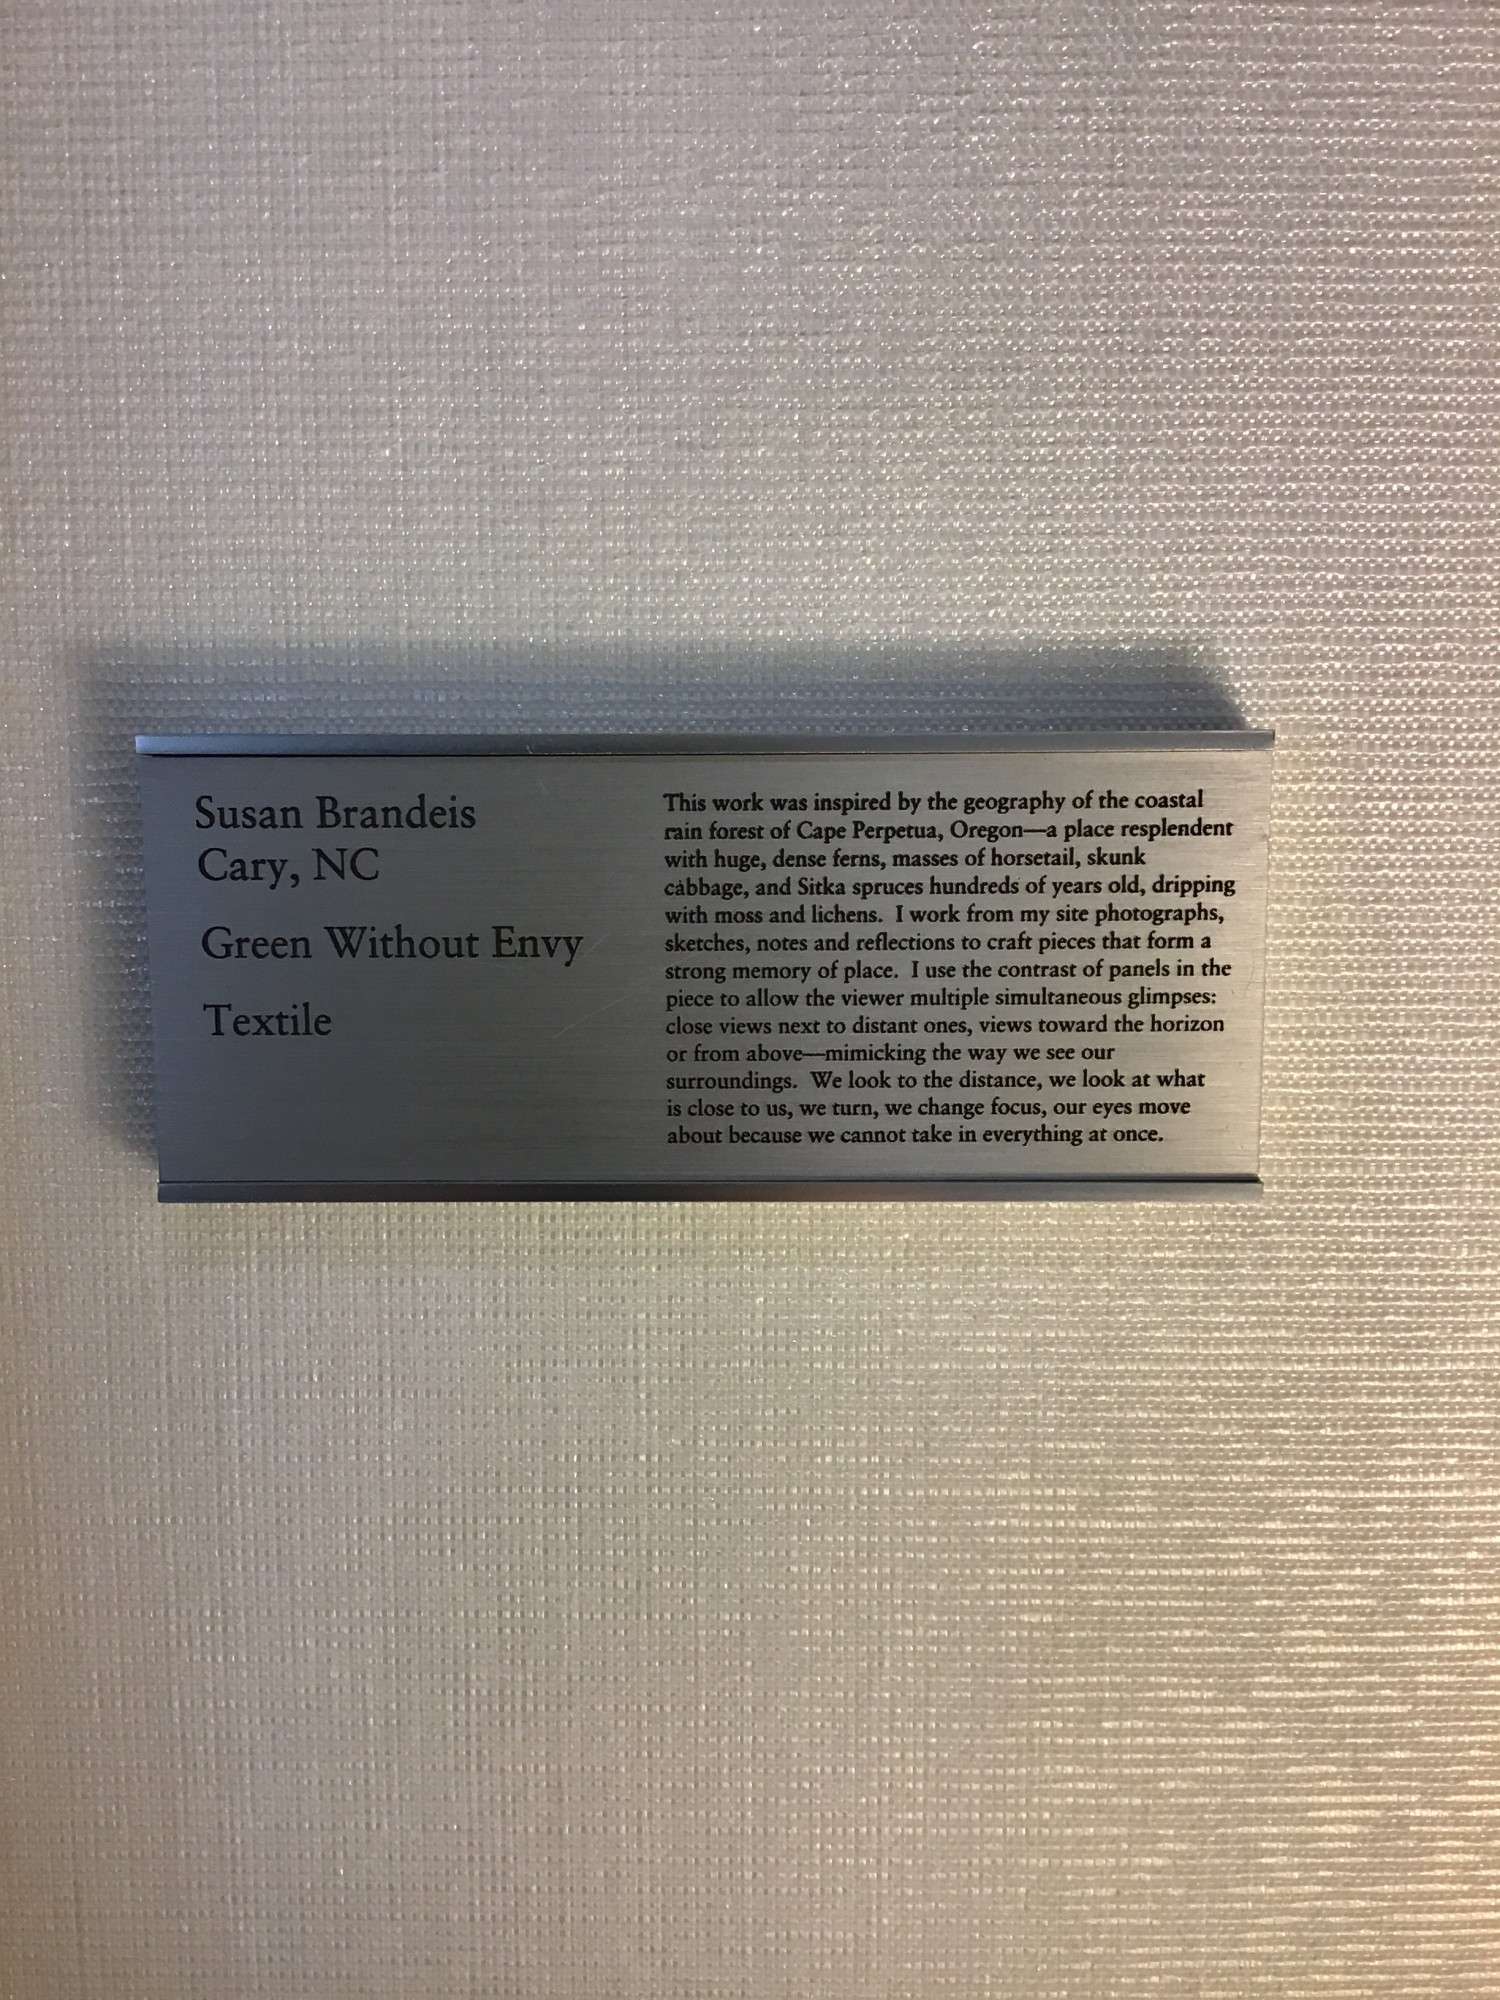 Susan Brandeis
Cary, NC
Green Without Envy
Textile
This work was inspired by the geography of the coastal
rain forest of Cape Perpetua, Oregon—a place resplendent
with huge, dense ferns, masses of horsetail, skunk
cabbage, and Sitka spruces hundreds of years old, dripping
with moss and lichens.  I work from my site photographs,
sketches, notes and reflections to craft pieces that form a
strong memory of place.  I use the contrast of panels in the
piece to allow the viewer multiple simultaneous glimpses:
close views next to distant ones, views toward the horizon
or from above—mimicking the way we see our
surroundings.  We look to the distance, we look at what
is close to us, we turn, we change focus, our eyes move
about because we cannot take in everything at once.